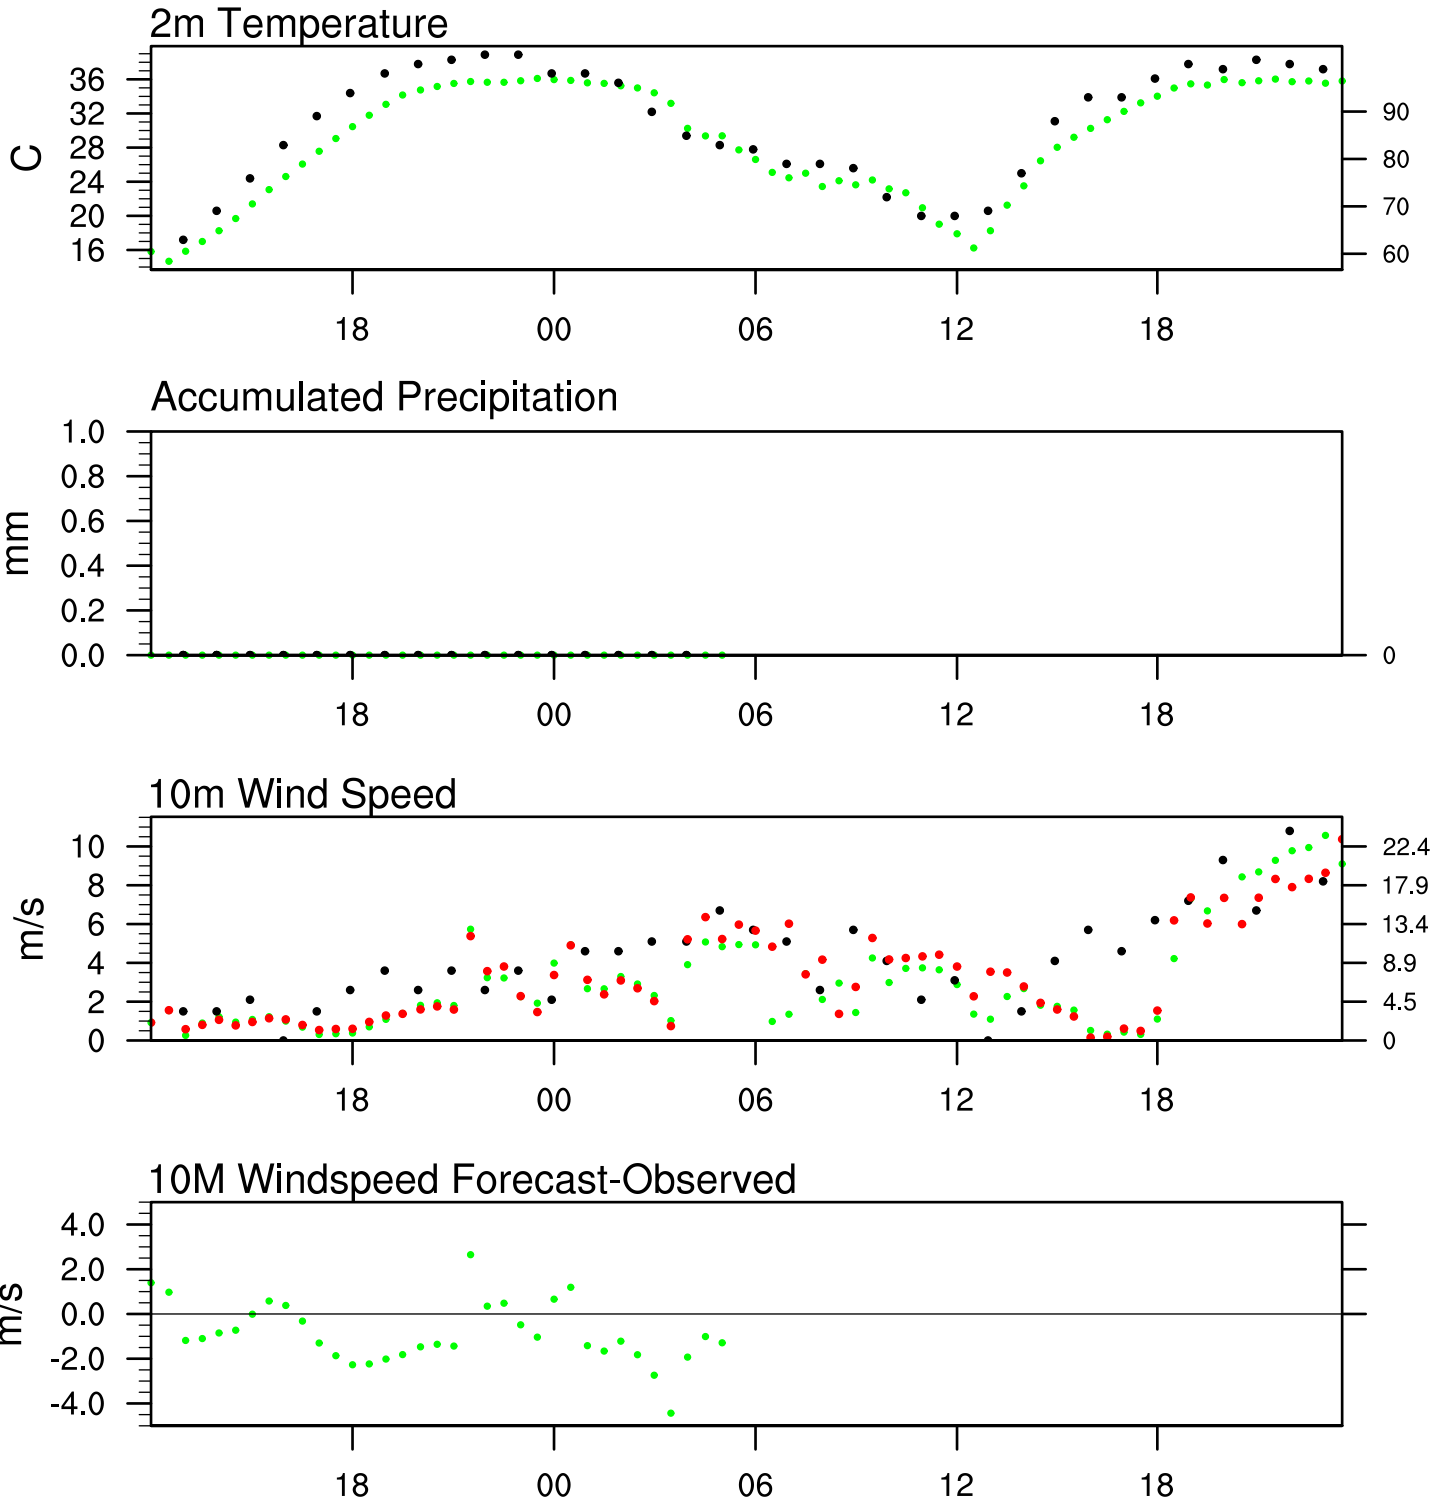 2m Temperature
C
36
32
28
24
20
16
90
80
70
60
18 00 06 12 18
Accumulated Precipitation
mm
1.0
0.8
0.6
0.4
0.2
0.0
0
18 00 06 12 18
10m Wind Speed
m/s
10
8
6
4
2
0
22.4
17.9
13.4
8.9
4.5
0
18 00 06 12 18
10M Windspeed Forecast-Observed
m/s
4.0
2.0
0.0
-2.0
-4.0
18 00 06 12 18